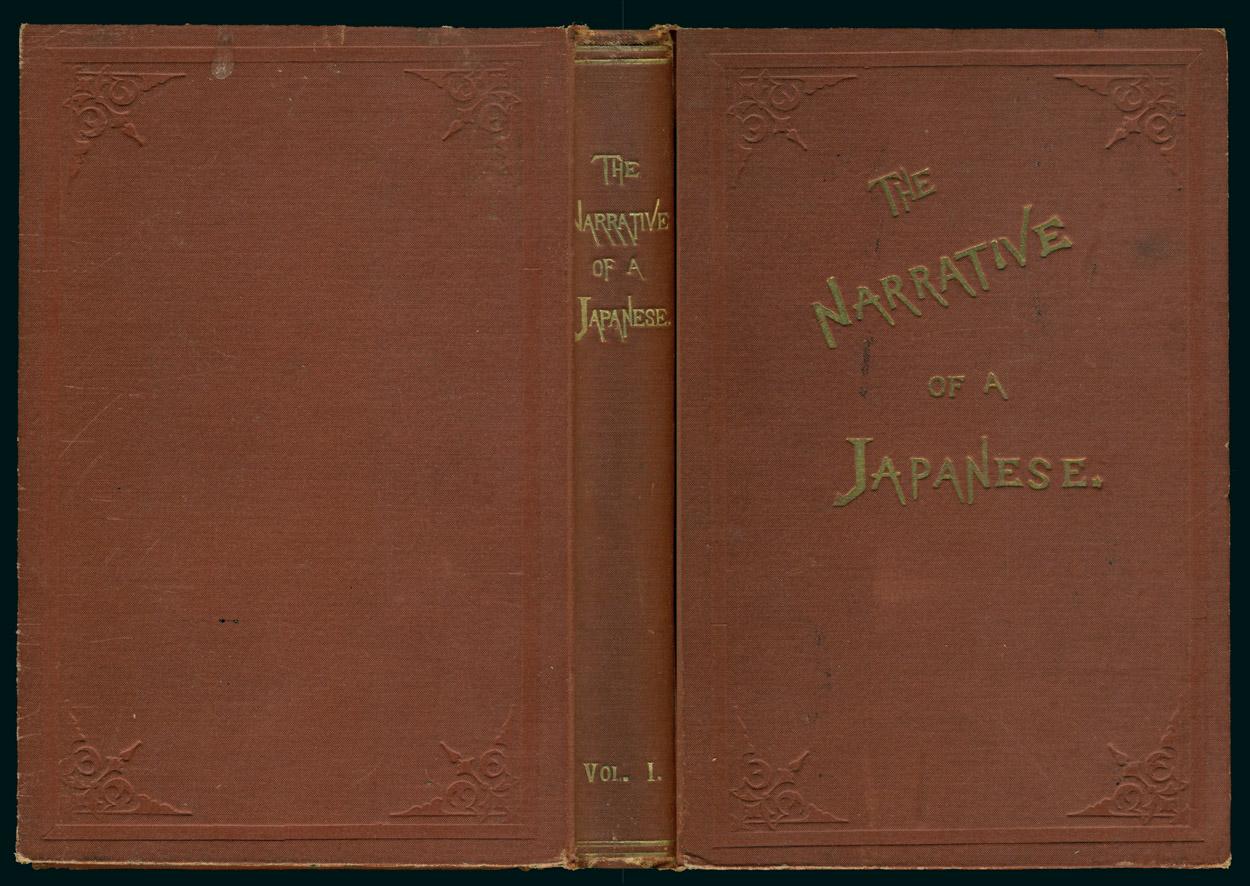 THE
NARRATIVE
OF A
JAPANESE.
VOL. I.
THE
NARRATIVE
OF A
JAPANESE.